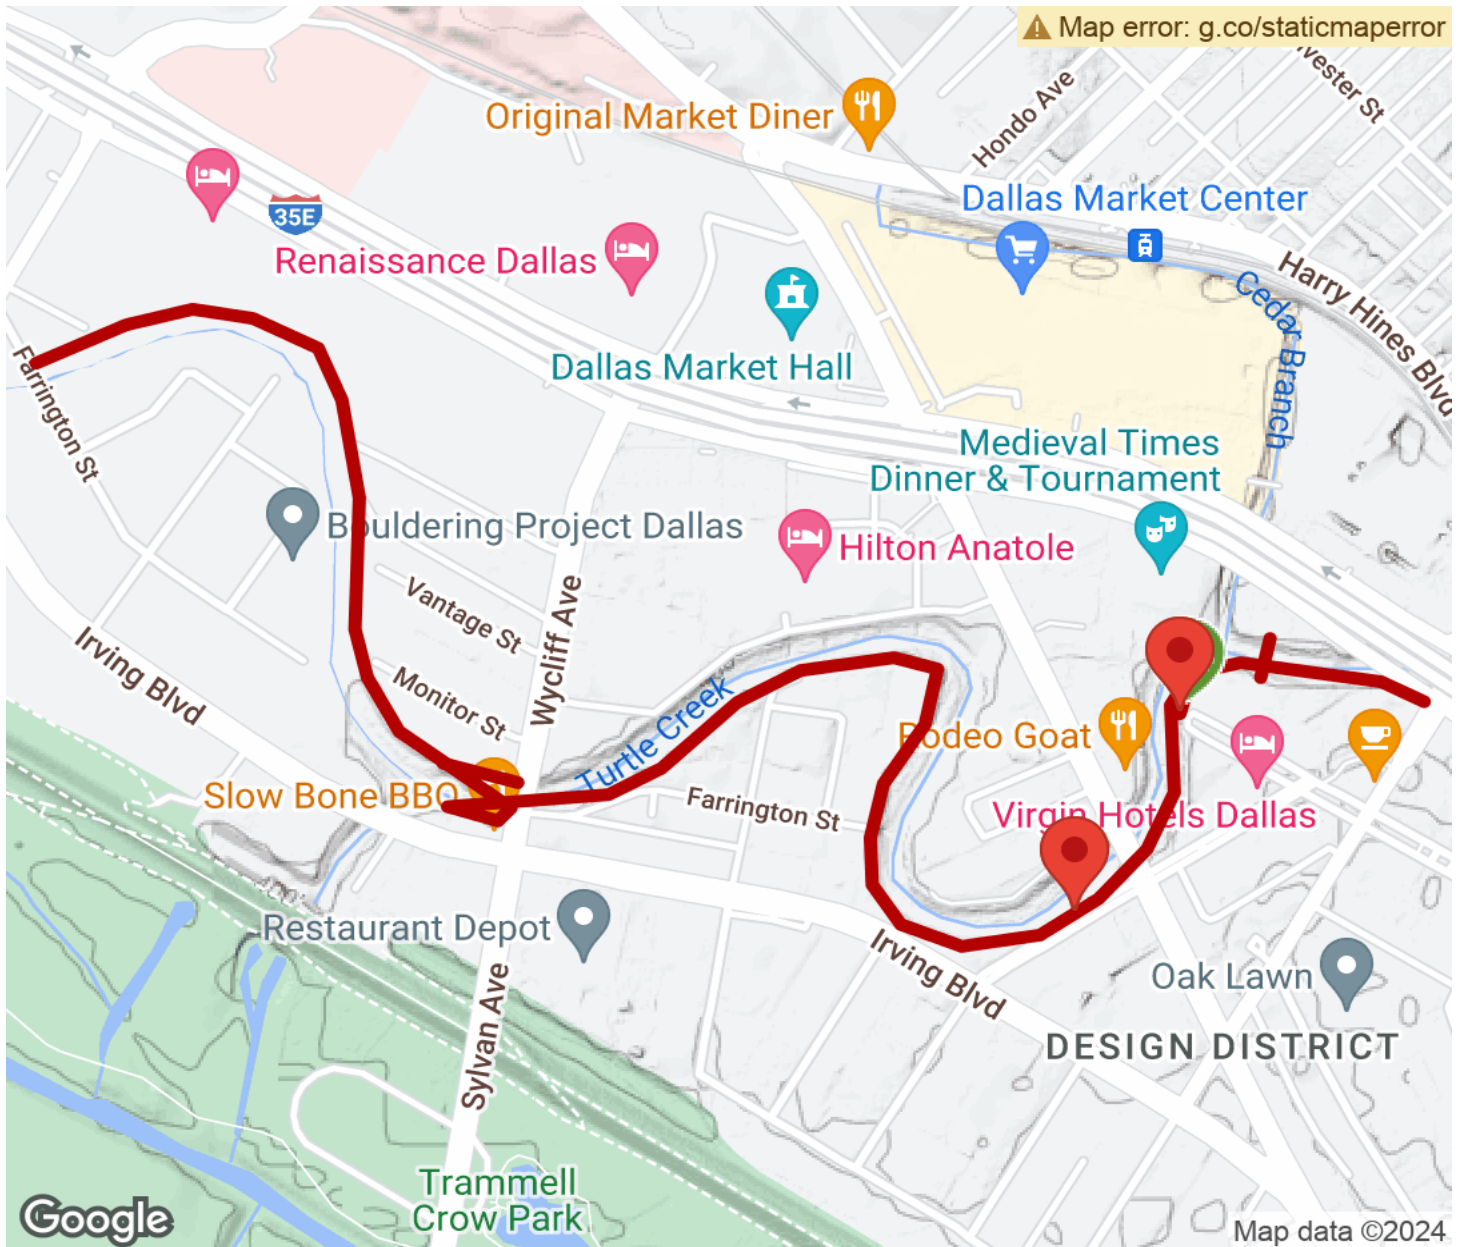 Map error: g.co/staticmaperror
Original Market Diner
Hondo Ave
vester St
35E
Dallas Market Center
Renaissance Dallas
Cedar Branch
Harry Hines Blvd
Dallas Market Hall
Farrington St
Medieval Times
Dinner & Tournament
Bouldering Project Dallas
Hilton Anatole
Vantage St
Wycliff Ave
Irving Blvd
Monitor St
Turtle Creek
Rodeo Goat
Slow Bone BBQ
Farrington St
Virgin Hotels Dallas
400
Restaurant Depot
Irving Blvd
Oak Lawn
Sylvan Ave
DESIGN DISTRICT
Trammell
Crow Park
Google
Map data ©2024